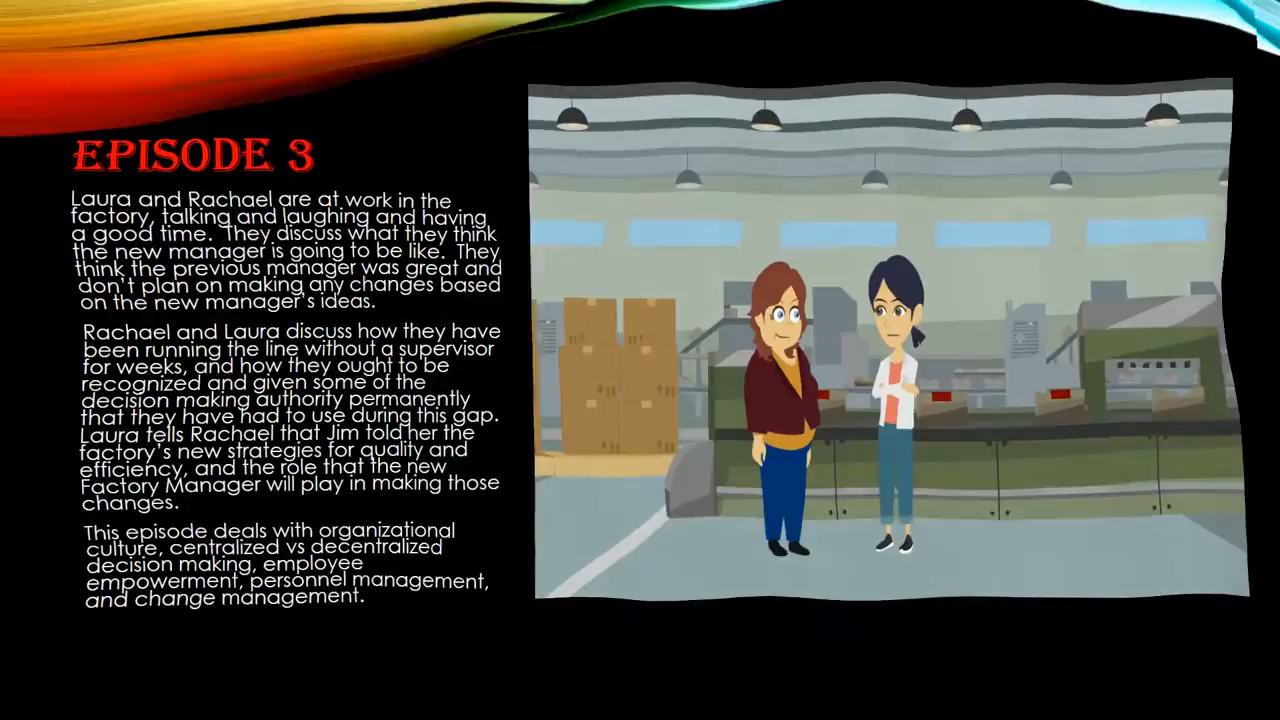 EPISODE 3
Laura and Rachael are at work in the
factory, talking and laughing and having
a good time.  They discuss what they think
the new manager is going to be like.  They
think the previous manager was great and
don't plan on making any changes based
on the new manager's ideas.
Rachael and Laura discuss how they have
been running the line without a supervisor
for weeks, and how they ought to be
recognized and given some of the
decision making authority permanently
that they have had to use during this gap.
Laura tells Rachael that Jim told her the
factory's new strategies for quality and
efficiency, and the role that the new
Factory Manager will play in making those
changes.
This episode deals with organizational
culture, centralized vs decentralized
decision making, employee
empowerment, personnel management,
and change management.